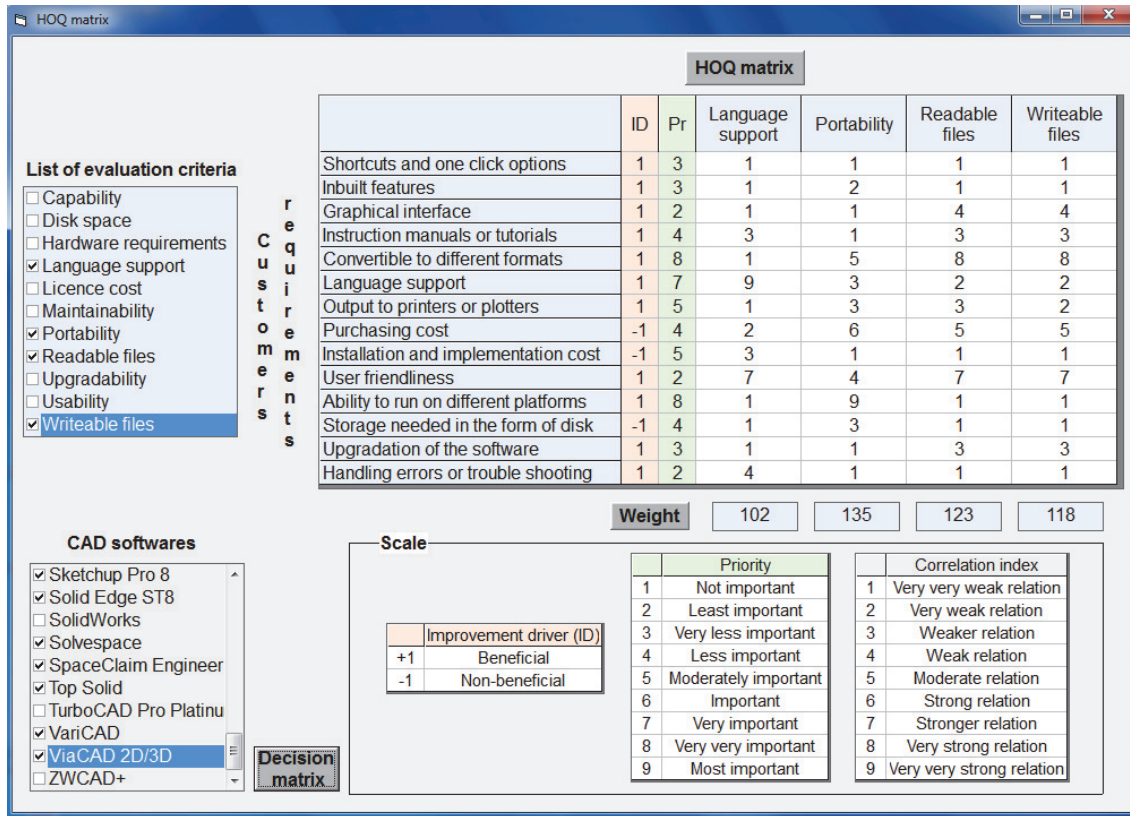 HOQ matrix
HOQ matrix
ID Pr Language support Portability Readable files Writeable files
Shortcuts and one click options 1 3 1 1 1 1
Inbuilt features 1 3 1 2 1 1
Graphical interface 1 2 1 1 4 4
Instruction manuals or tutorials 1 4 3 1 3 3
Convertible to different formats 1 8 1 5 8 8
Language support 1 7 9 3 2 2
Output to printers or plotters 1 5 1 3 3 2
Purchasing cost -1 4 2 6 5 5
Installation and implementation cost -1 5 3 1 1 1
User friendliness 1 2 7 4 7 7
Ability to run on different platforms 1 8 1 9 1 1
Storage needed in the form of disk -1 4 1 3 1 1
Upgradation of the software 1 3 1 1 3 3
Handling errors or trouble shooting 1 2 4 1 1 1
Weight 102 135 123 118
List of evaluation criteria
Capability
Disk space
Hardware requirements
Language support
Licence cost
Maintainability
Portability
Readable files
Upgradability
Usability
Writeable files
Customers
requirements
CAD softwares
Sketchup Pro 8
Solid Edge ST8
SolidWorks
Solvespace
SpaceClaim Engineer
Top Solid
TurboCAD Pro Platinu
VariCAD
ViaCAD 2D/3D
ZWCAD+
Decision
matrix
Scale
Improvement driver (ID)
+1 Beneficial
-1 Non-beneficial
Priority
1 Not important
2 Least important
3 Very less important
4 Less important
5 Moderately important
6 Important
7 Very important
8 Very very important
9 Most important
Correlation index
1 Very very weak relation
2 Very weak relation
3 Weaker relation
4 Weak relation
5 Moderate relation
6 Strong relation
7 Stronger relation
8 Very strong relation
9 Very very strong relation